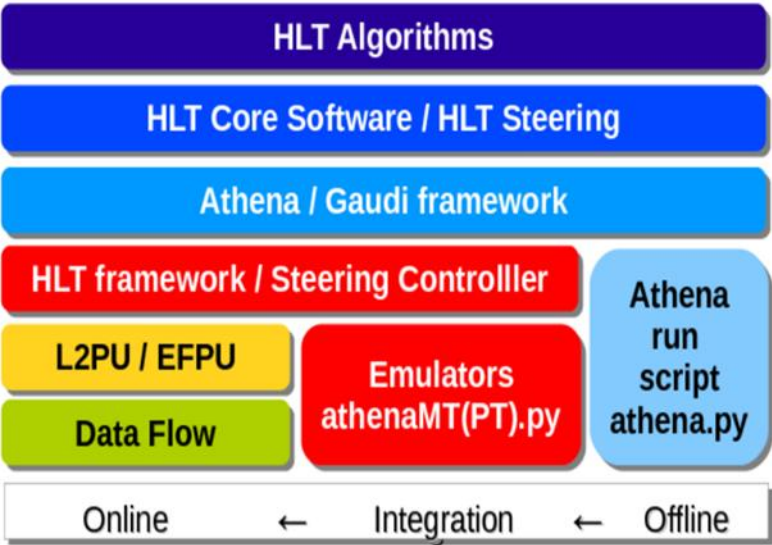 HLT Algorithms
HLT Core Software / HLT Steering
Athena / Gaudi framework
HLT framework / Steering Controlller
L2PU / EFPU
Data Flow
Emulators
athenaMT(PT).py
Athena
run
script
athena.py
Online ← Integration ← Offline